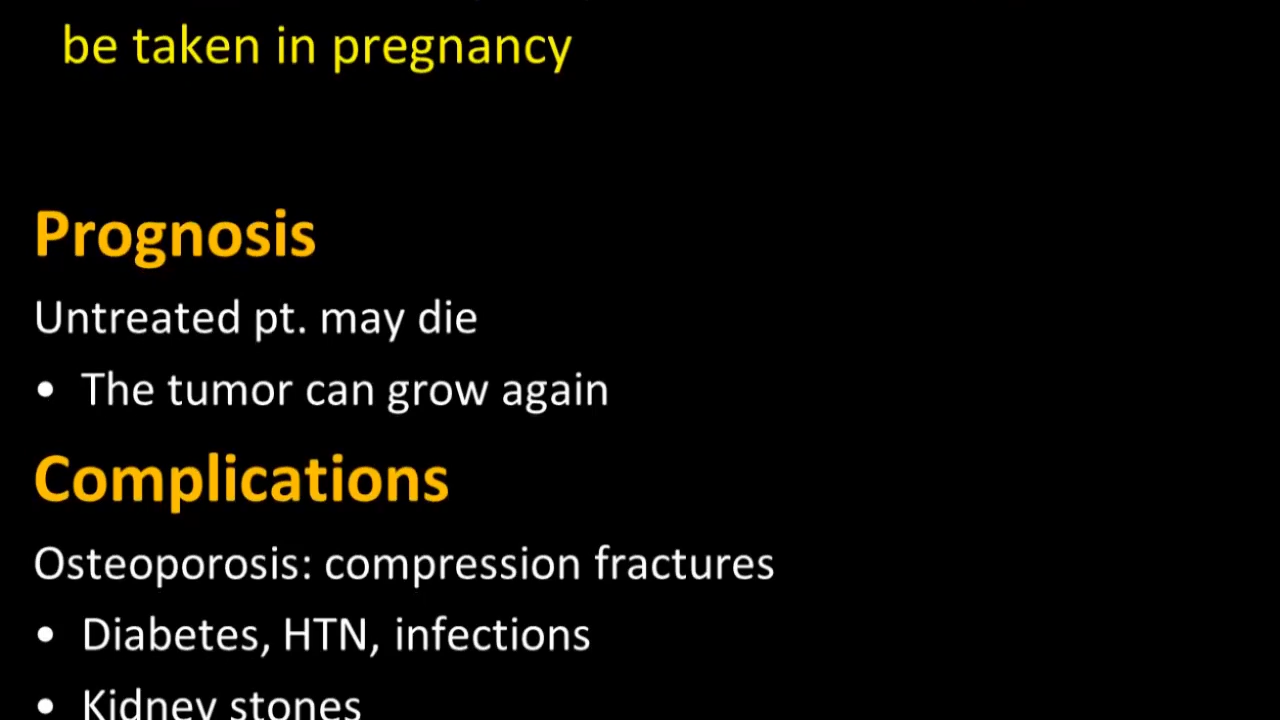 be taken in pregnancy
Prognosis
Untreated pt. may die
• The tumor can grow again
Complications
Osteoporosis: compression fractures
• Diabetes, HTN, infections
• Kidney stones